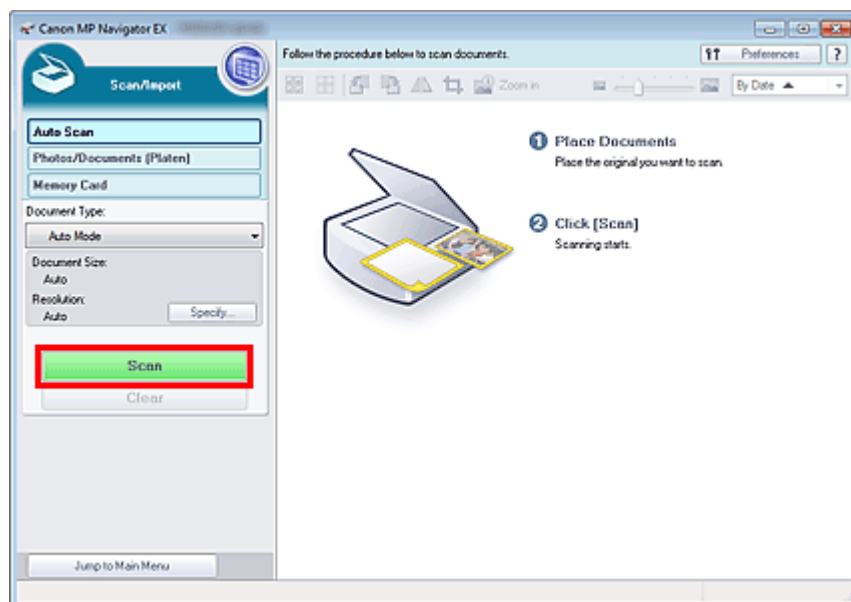 Canon MP Navigator EX
Scan/Import
Auto Scan
Photos/Documents (Platen)
Memory Card
Document Type:
Auto Mode
Document Size:
Auto
Resolution:
Auto
Specify...
Scan
Clear
Jump to Main Menu
Follow the procedure below to scan documents.
Preferences
?
Zoom in
By Date
1 Place Documents
Place the original you want to scan.
2 Click [Scan]
Scanning starts.